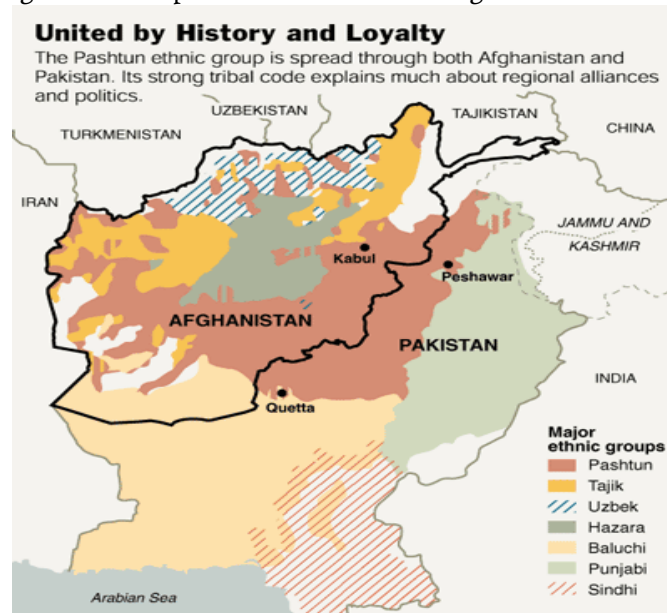 United by History and Loyalty
The Pashtun ethnic group is spread through both Afghanistan and
Pakistan. Its strong tribal code explains much about regional alliances
and politics.
UZBEKISTAN
TAJIKISTAN
TURKMENISTAN
CHINA
IRAN
JAMMU AND
KASHMIR
Kabul
Peshawar
AFGHANISTAN
PAKISTAN
INDIA
Quetta
Major
ethnic groups
Pashtun
Tajik
Uzbek
Hazara
Baluchi
Punjabi
Sindhi
Arabian Sea